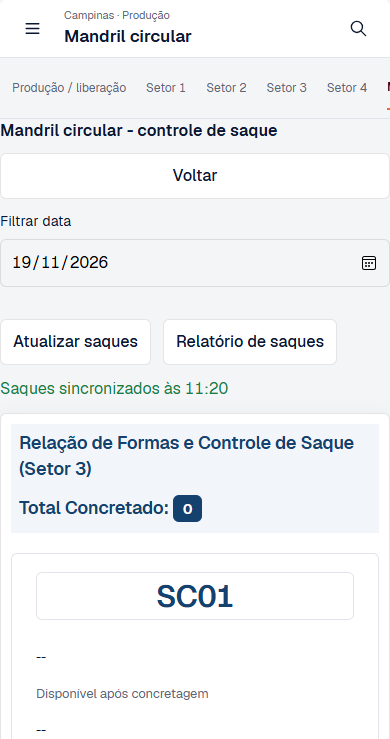 Campinas · Produção
Mandril circular
Produção / liberação Setor 1 Setor 2 Setor 3 Setor 4
Mandril circular - controle de saque
Voltar
Filtrar data
19/11/2026
Atualizar saques Relatório de saques
Saques sincronizados às 11:20
Relação de Formas e Controle de Saque
(Setor 3)
Total Concretado: 0
SC01
--
Disponível após concretagem
--